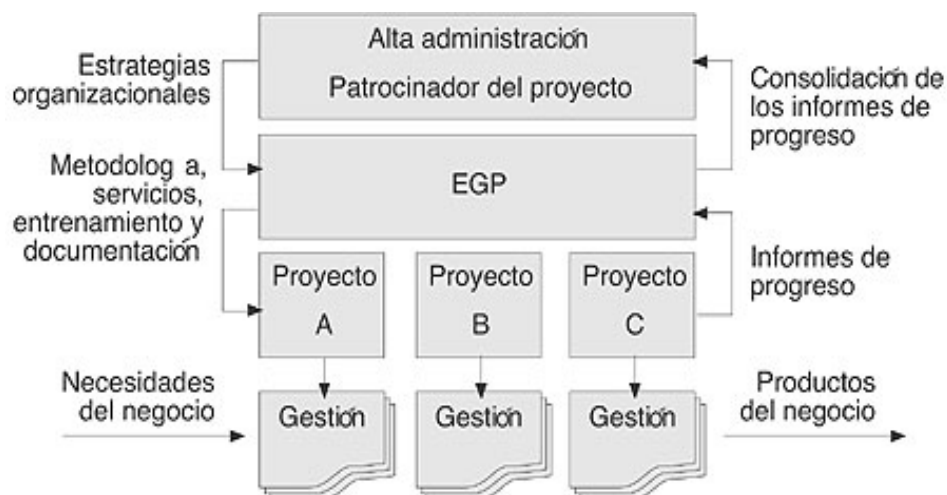 Alta administración
Patrocinador del proyecto
Estrategias
organizacionales
Consolidación de
los informes de
progreso
EGP
Metodolog a,
servicios,
entrenamiento y
documentación
Informes de
progreso
Proyecto
A
Proyecto
B
Proyecto
C
Necesidades
del negocio
Gestión
Gestión
Gestión
Productos
del negocio